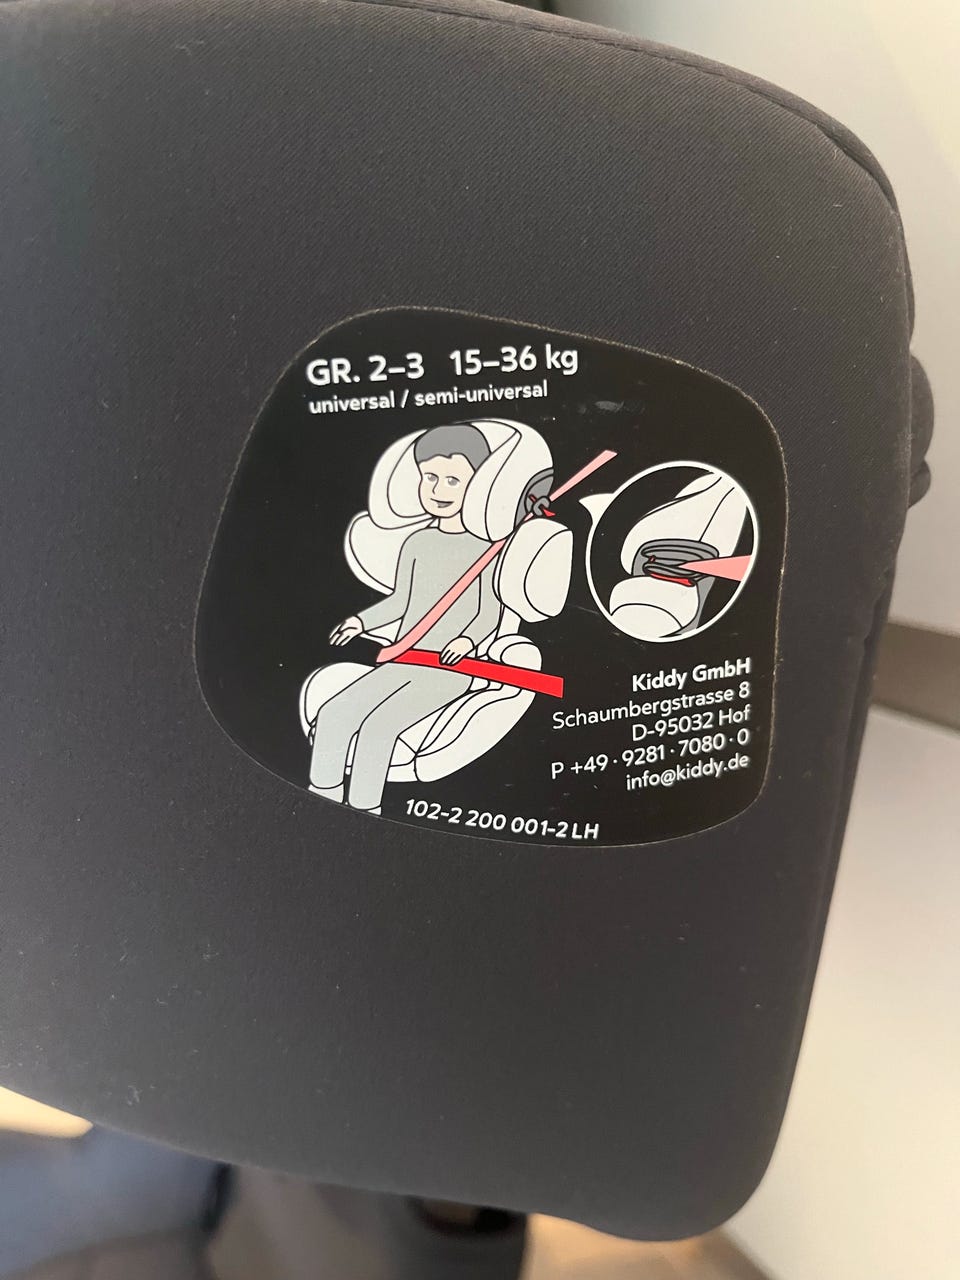 GR. 2–3 15–36 kg
universal / semi-universal
Kiddy GmbH
Schaumbergstrasse 8
D-95032 Hof
P +49 · 9281 · 7080 · 0
info@kiddy.de
102-2 200 001-2 LH